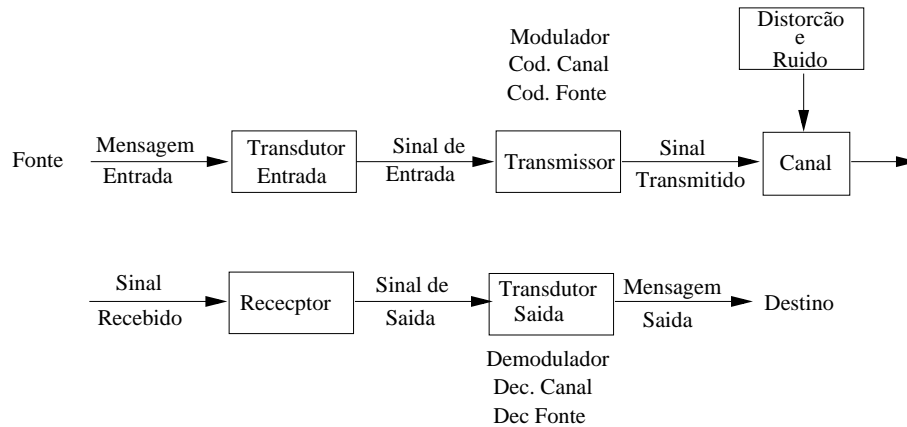 Distorcão
e
Ruido
Modulador
Cod. Canal
Cod. Fonte
Fonte
Mensagem
Entrada
Transdutor
Entrada
Sinal de
Entrada
Transmissor
Sinal
Transmitido
Canal
Sinal
Recebido
Rececptor
Sinal de
Saida
Transdutor
Saida
Mensagem
Saida
Destino
Demodulador
Dec. Canal
Dec Fonte